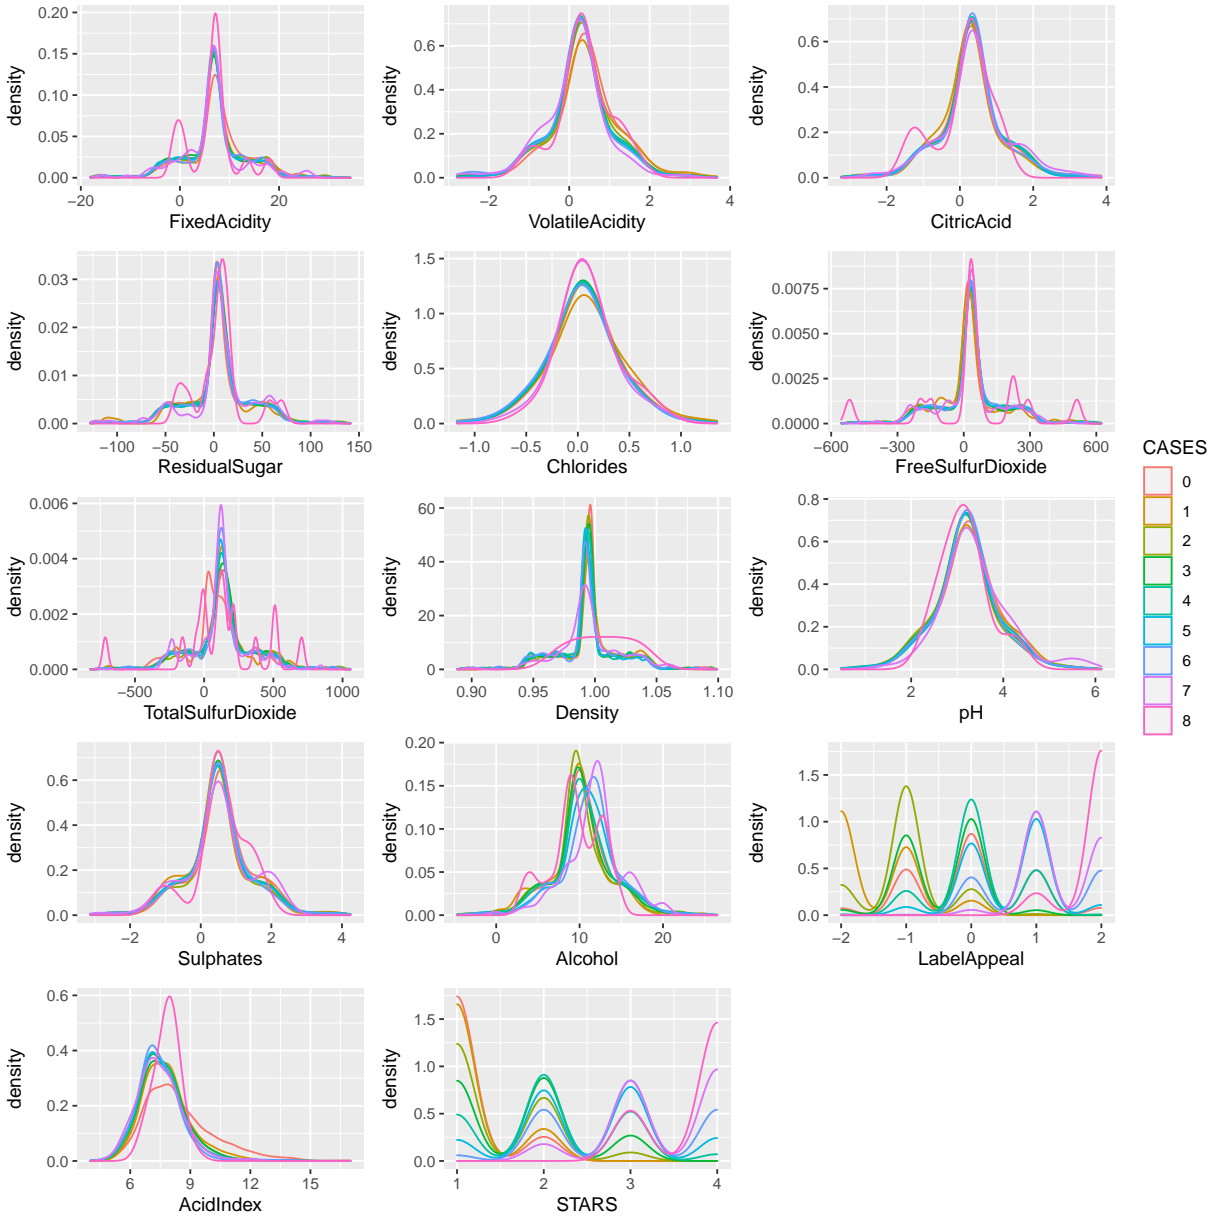 0.20
0.15
0.10
0.05
0.00
density
−20 0 20
FixedAcidity
0.6
0.4
0.2
0.0
density
−2 0 2 4
VolatileAcidity
0.6
0.4
0.2
0.0
density
−2 0 2 4
CitricAcid
0.03
0.02
0.01
0.00
density
−100 −50 0 50 100 150
ResidualSugar
1.5
1.0
0.5
0.0
density
−1.0 −0.5 0.0 0.5 1.0
Chlorides
0.0075
0.0050
0.0025
0.0000
density
−600 −300 0 300 600
FreeSulfurDioxide
0.006
0.004
0.002
0.000
density
−500 0 500 1000
TotalSulfurDioxide
60
40
20
0
density
0.90 0.95 1.00 1.05 1.10
Density
0.8
0.6
0.4
0.2
0.0
density
2 4 6
pH
0.6
0.4
0.2
0.0
density
−2 0 2 4
Sulphates
0.20
0.15
0.10
0.05
0.00
density
0 10 20
Alcohol
1.5
1.0
0.5
0.0
density
−2 −1 0 1 2
LabelAppeal
0.6
0.4
0.2
0.0
density
6 9 12 15
AcidIndex
1.5
1.0
0.5
0.0
density
1 2 3 4
STARS
CASES
0
1
2
3
4
5
6
7
8